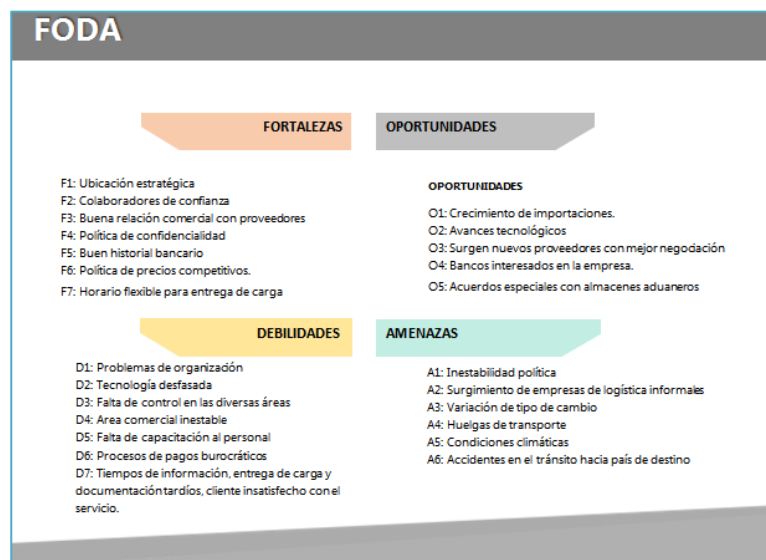 FODA
FORTALEZAS
F1: Ubicación estratégica
F2: Colaboradores de confianza
F3: Buena relación comercial con proveedores
F4: Política de confidencialidad
F5: Buen historial bancario
F6: Política de precios competitivos.
F7: Horario flexible para entrega de carga
OPORTUNIDADES
OPORTUNIDADES
O1: Crecimiento de importaciones.
O2: Avances tecnológicos
O3: Surgen nuevos proveedores con mejor negociación
O4: Bancos interesados en la empresa.
O5: Acuerdos especiales con almacenes aduaneros
DEBILIDADES
D1: Problemas de organización
D2: Tecnología desfasada
D3: Falta de control en las diversas áreas
D4: Area comercial inestable
D5: Falta de capacitación al personal
D6: Procesos de pagos burocráticos
D7: Tiempos de información, entrega de carga y
documentación tardíos, cliente insatisfecho con el
servicio.
AMENAZAS
A1: Inestabilidad política
A2: Surgimiento de empresas de logística informales
A3: Variación de tipo de cambio
A4: Huelgas de transporte
A5: Condiciones climáticas
A6: Accidentes en el tránsito hacia país de destino